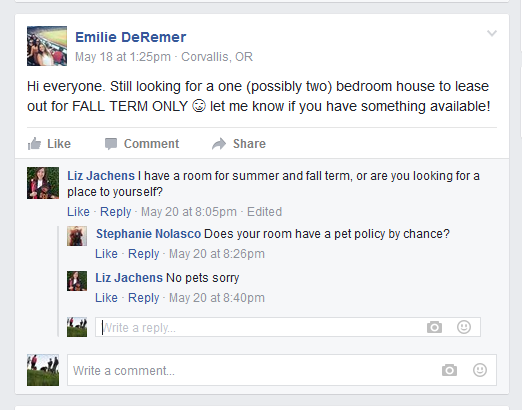 Emilie DeRemer
May 18 at 1:25pm · Corvallis, OR
Hi everyone. Still looking for a one (possibly two) bedroom house to lease
out for FALL TERM ONLY 😜 let me know if you have something available!
Like Comment Share
Liz Jachens I have a room for summer and fall term, or are you looking for a
place to yourself?
Like · Reply · May 20 at 8:05pm · Edited
Stephanie Nolasco Does your room have a pet policy by chance?
Like · Reply · May 20 at 8:26pm
Liz Jachens No pets sorry
Like · Reply · May 20 at 8:40pm
Write a reply...
Write a comment...